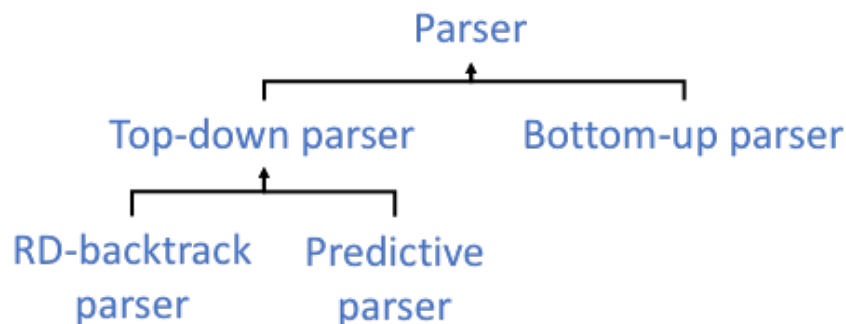 Parser
Top-down parser
Bottom-up parser
RD-backtrack
parser
Predictive
parser